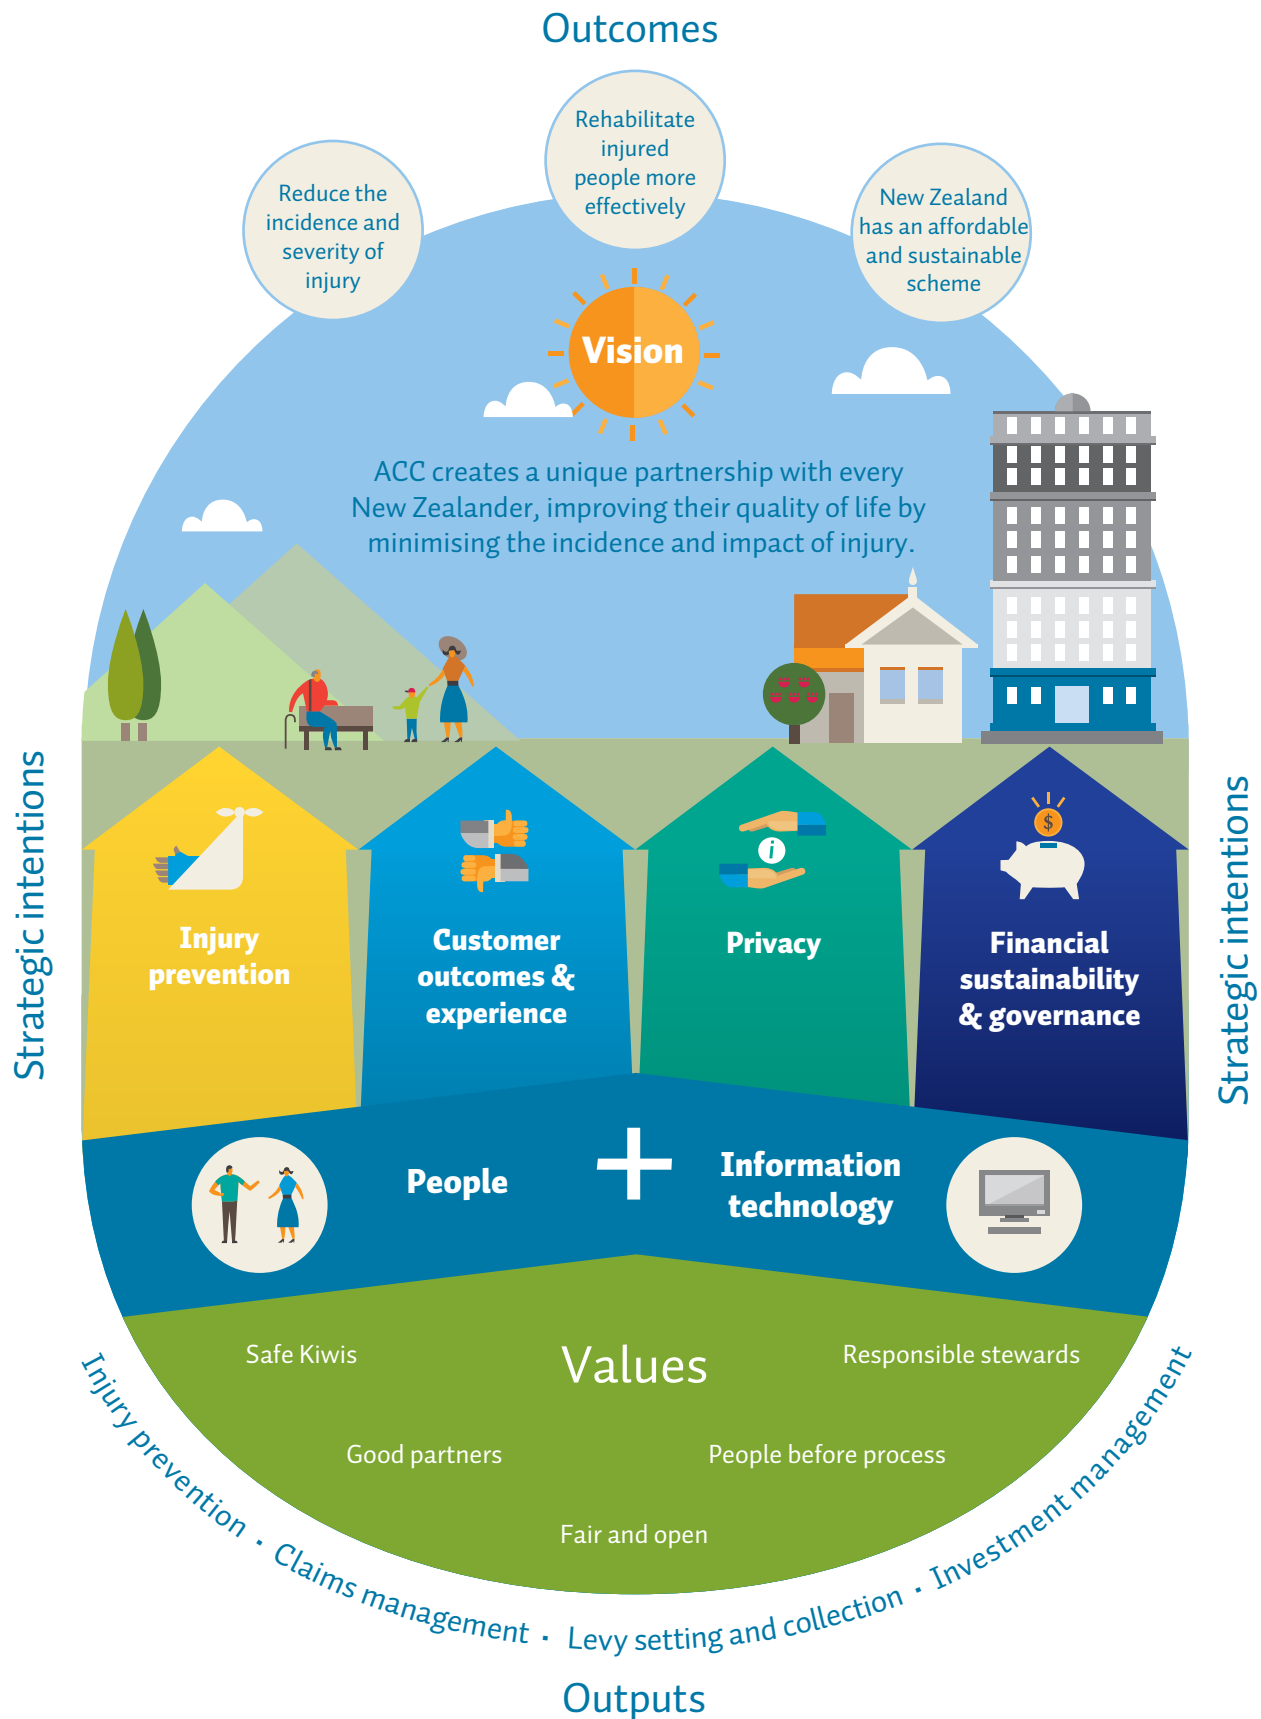 Outcomes
Rehabilitate
injured
people more
effectively
Reduce the
incidence and
severity of
injury
New Zealand
has an affordable
and sustainable
scheme
Vision
ACC creates a unique partnership with every
New Zealander, improving their quality of life by
minimising the incidence and impact of injury.
Strategic intentions
Strategic intentions
$
i
Injury
prevention
Customer
outcomes &
experience
Privacy
Financial
sustainability
& governance
People
+
Information
technology
Values
Safe Kiwis
Responsible stewards
Good partners
People before process
Fair and open
Injury prevention · Claims management · Levy setting and collection · Investment management
Outputs